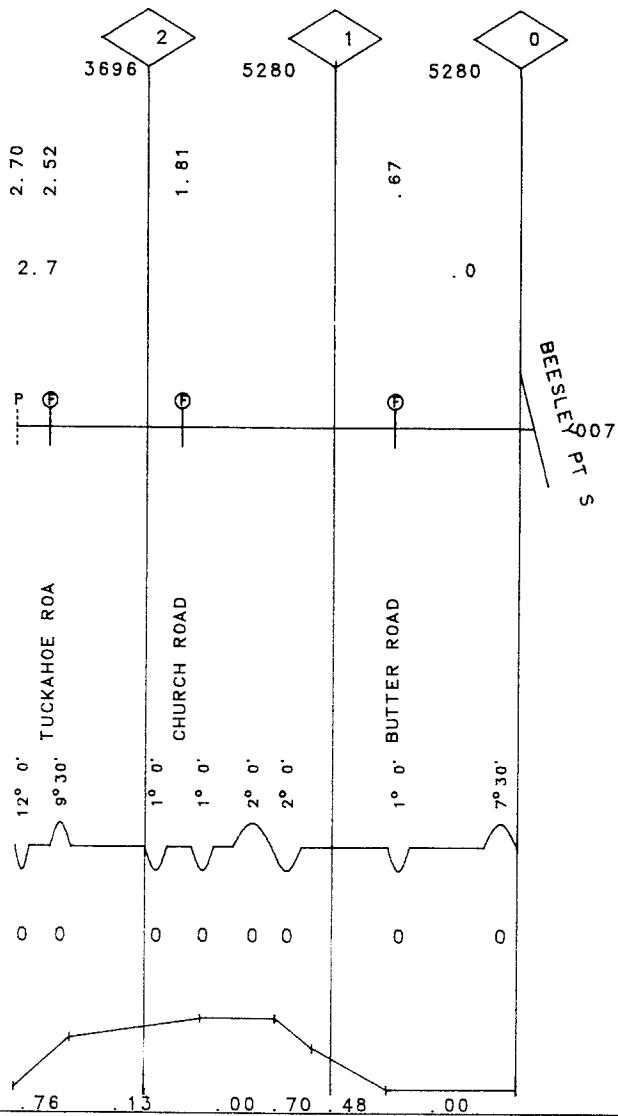 2 1 0
3696 5280 5280
2.70 2.52 1.81 .67
2.7 .0
P F F F
BEESLEY PT S
007
TUCKAHOE ROA
CHURCH ROAD
BUTTER ROAD
12° 0' 9°30' 1° 0' 1° 0' 2° 0' 2° 0' 1° 0' 7°30'
0 0 0 0 0 0 0 0
.76 .13 .00 .70 .48 .00